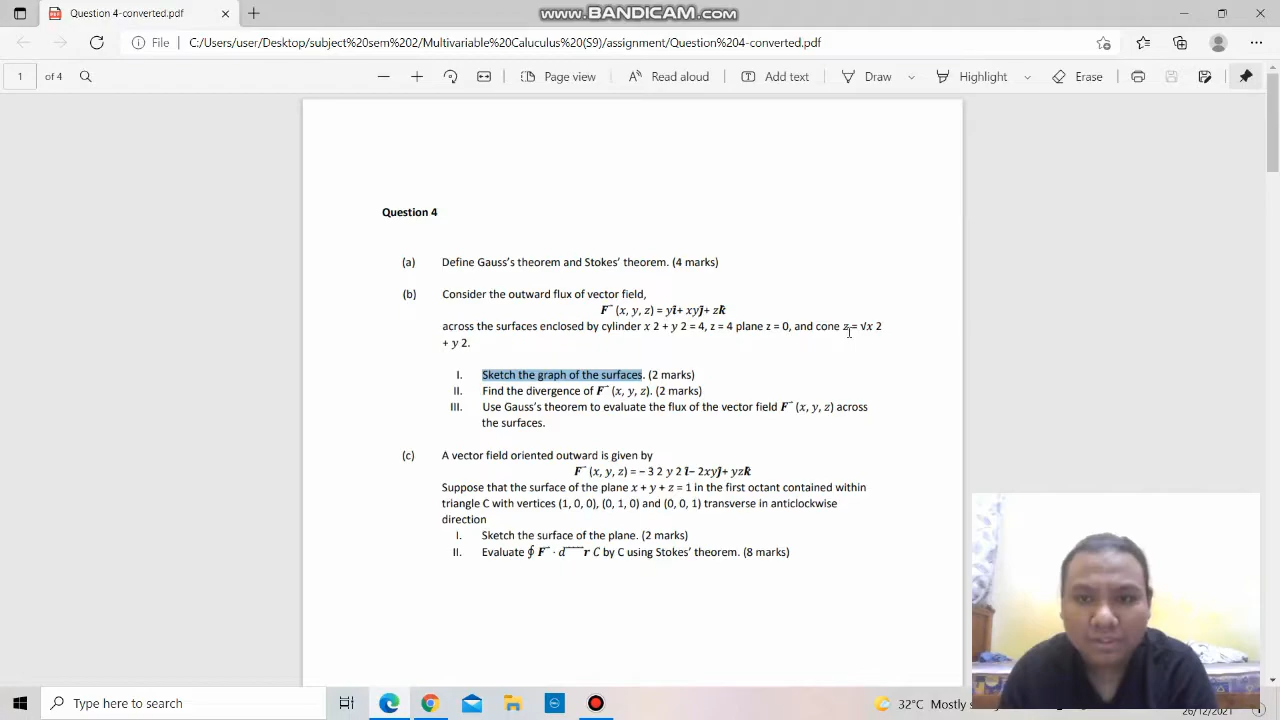 Question 4-converted.pdf
WWW.BANDICAM.COM
File
C:/Users/user/Desktop/subject%20sem%202/Multivariable%20Caluculus%20(S9)/assignment/Question%204-converted.pdf
1 of 4
Page view
Read aloud
Add text
Draw
Highlight
Erase
Question 4
(a) Define Gauss's theorem and Stokes' theorem. (4 marks)
(b) Consider the outward flux of vector field,
F⃗ (x, y, z) = yî+ xyĵ+ zk̂
across the surfaces enclosed by cylinder x 2 + y 2 = 4, z = 4 plane z = 0, and cone z = √x 2
+ y 2.
I. Sketch the graph of the surfaces. (2 marks)
II. Find the divergence of F⃗ (x, y, z). (2 marks)
III. Use Gauss's theorem to evaluate the flux of the vector field F⃗ (x, y, z) across
the surfaces.
(c) A vector field oriented outward is given by
F⃗ (x, y, z) = − 3 2 y 2 î− 2xyĵ+ yzk̂
Suppose that the surface of the plane x + y + z = 1 in the first octant contained within
triangle C with vertices (1, 0, 0), (0, 1, 0) and (0, 0, 1) transverse in anticlockwise
direction
I. Sketch the surface of the plane. (2 marks)
II. Evaluate ∮ F⃗ · d⃗r C by C using Stokes' theorem. (8 marks)
Type here to search
32°C Mostly
26/12/2021